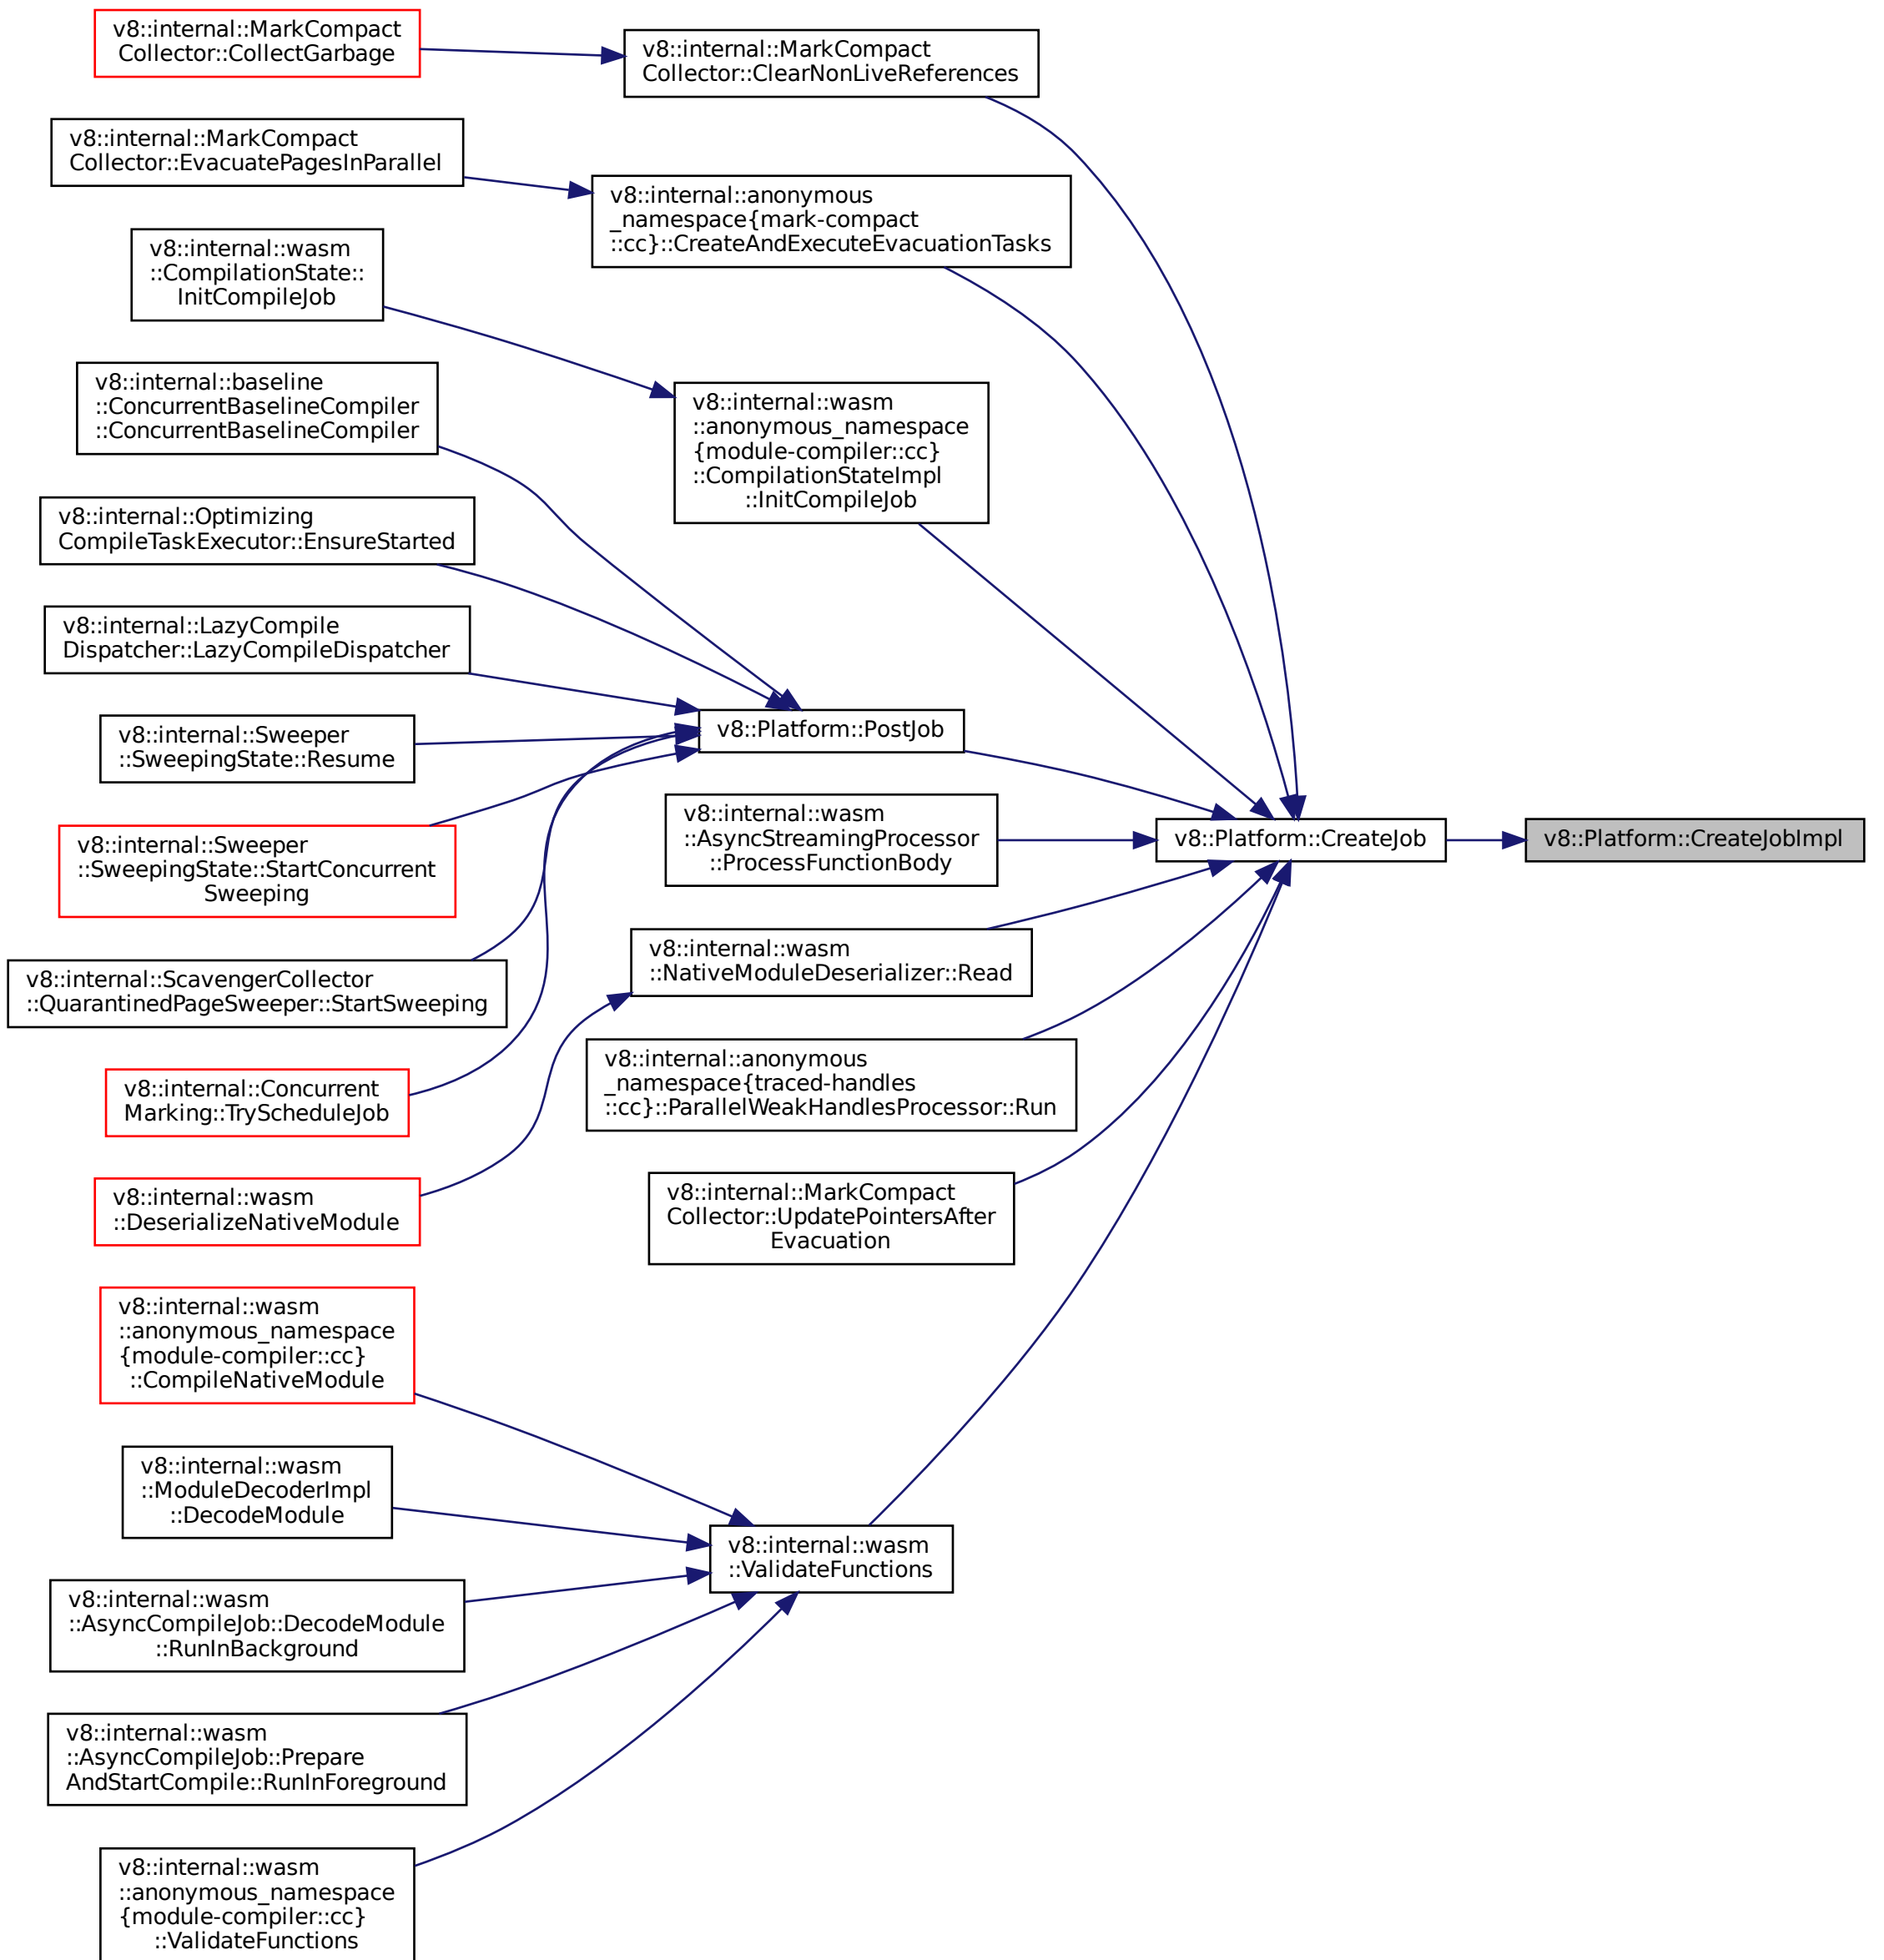 v8::internal::MarkCompact
Collector::CollectGarbage
v8::internal::MarkCompact
Collector::EvacuatePagesInParallel
v8::internal::wasm
::CompilationState::
InitCompileJob
v8::internal::baseline
::ConcurrentBaselineCompiler
::ConcurrentBaselineCompiler
v8::internal::Optimizing
CompileTaskExecutor::EnsureStarted
v8::internal::LazyCompile
Dispatcher::LazyCompileDispatcher
v8::internal::Sweeper
::SweepingState::Resume
v8::internal::Sweeper
::SweepingState::StartConcurrent
Sweeping
v8::internal::ScavengerCollector
::QuarantinedPageSweeper::StartSweeping
v8::internal::Concurrent
Marking::TryScheduleJob
v8::internal::wasm
::DeserializeNativeModule
v8::internal::wasm
::anonymous_namespace
{module-compiler::cc}
::CompileNativeModule
v8::internal::wasm
::ModuleDecoderImpl
::DecodeModule
v8::internal::wasm
::AsyncCompileJob::DecodeModule
::RunInBackground
v8::internal::wasm
::AsyncCompileJob::Prepare
AndStartCompile::RunInForeground
v8::internal::wasm
::anonymous_namespace
{module-compiler::cc}
::ValidateFunctions
v8::internal::MarkCompact
Collector::ClearNonLiveReferences
v8::internal::anonymous
_namespace{mark-compact
::cc}::CreateAndExecuteEvacuationTasks
v8::internal::wasm
::anonymous_namespace
{module-compiler::cc}
::CompilationStateImpl
::InitCompileJob
v8::Platform::PostJob
v8::internal::wasm
::AsyncStreamingProcessor
::ProcessFunctionBody
v8::internal::wasm
::NativeModuleDeserializer::Read
v8::internal::anonymous
_namespace{traced-handles
::cc}::ParallelWeakHandlesProcessor::Run
v8::internal::MarkCompact
Collector::UpdatePointersAfter
Evacuation
v8::internal::wasm
::ValidateFunctions
v8::Platform::CreateJob
v8::Platform::CreateJobImpl